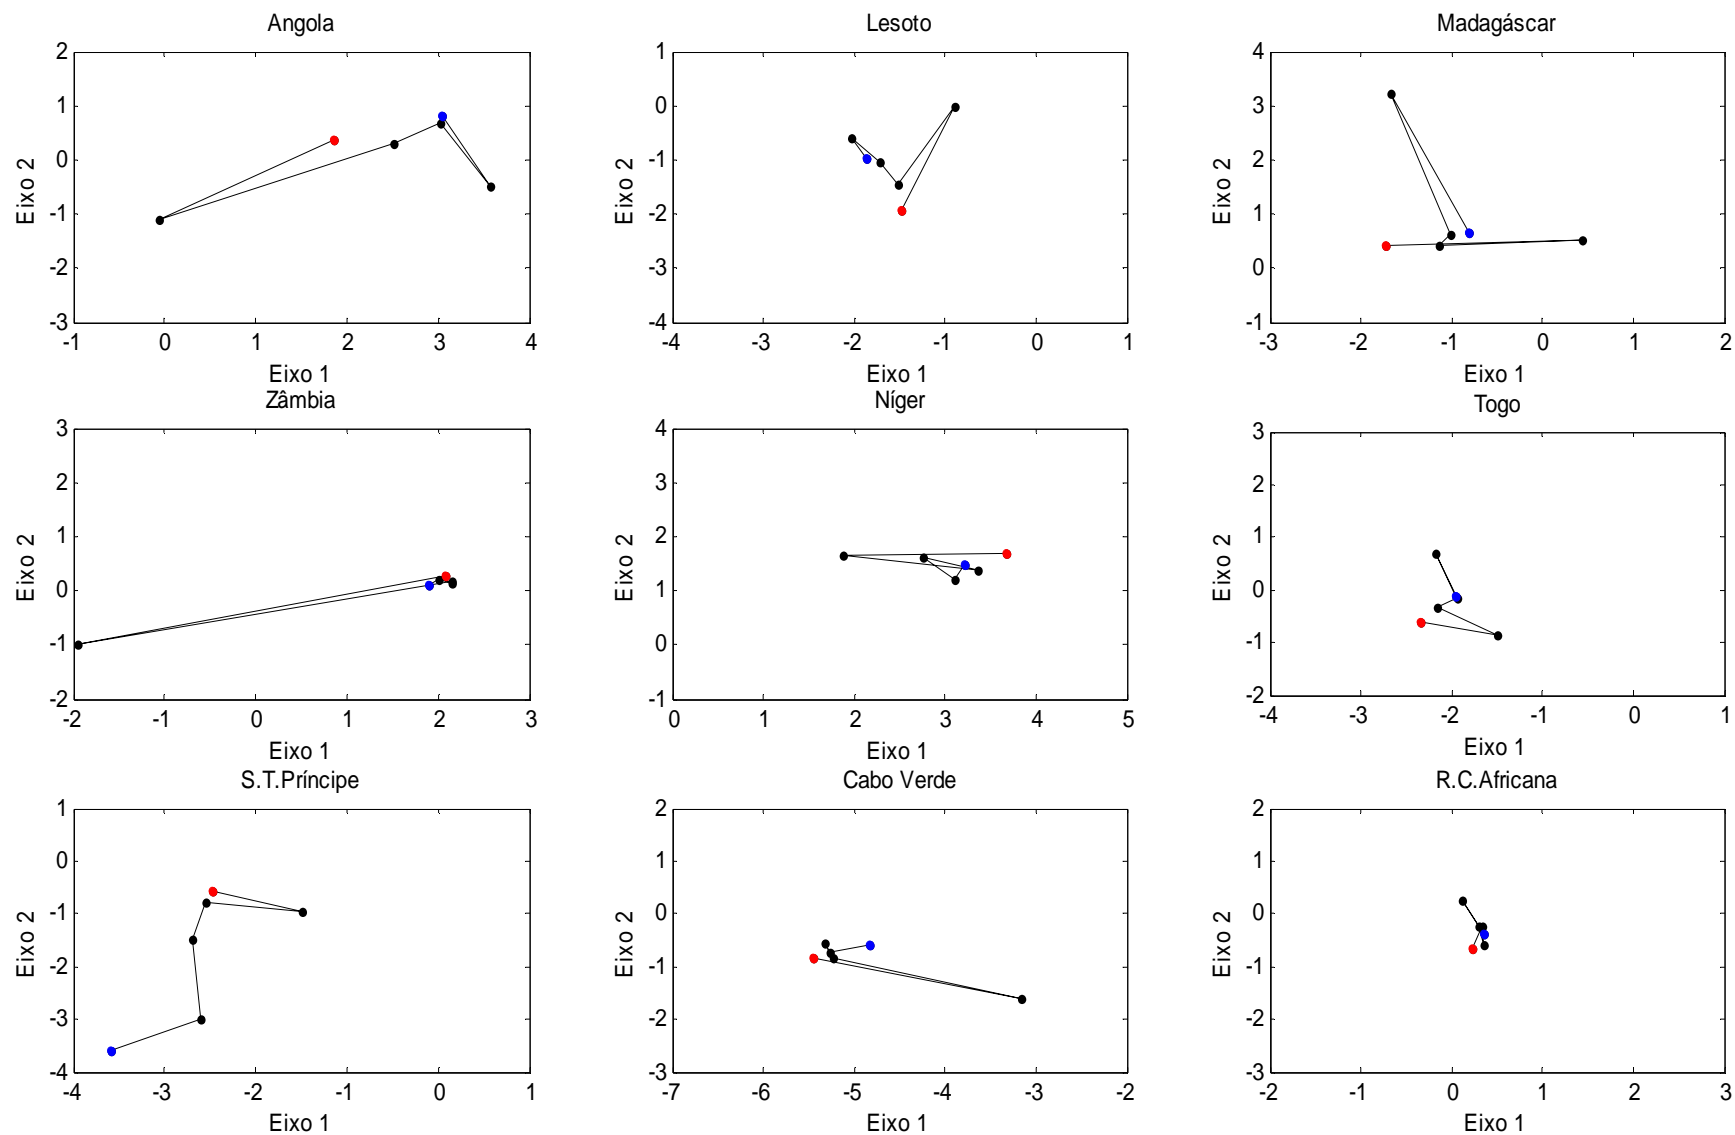 Angola
Lesoto
Madagáscar
2
1
0
-1
-2
-3
Eixo 2
-1 0 1 2 3 4
Eixo 1
1
0
-1
-2
-3
-4
Eixo 2
-4 -3 -2 -1 0 1
Eixo 1
4
3
2
1
0
-1
Eixo 2
-3 -2 -1 0 1 2
Eixo 1
Zâmbia
Níger
Togo
3
2
1
0
-1
-2
Eixo 2
-2 -1 0 1 2 3
Eixo 1
4
3
2
1
0
-1
Eixo 2
0 1 2 3 4 5
Eixo 1
3
2
1
0
-1
-2
Eixo 2
-4 -3 -2 -1 0 1
Eixo 1
S.T.Príncipe
Cabo Verde
R.C.Africana
1
0
-1
-2
-3
-4
Eixo 2
-4 -3 -2 -1 0 1
Eixo 1
2
1
0
-1
-2
-3
Eixo 2
-7 -6 -5 -4 -3 -2
Eixo 1
2
1
0
-1
-2
-3
Eixo 2
-2 -1 0 1 2 3
Eixo 1